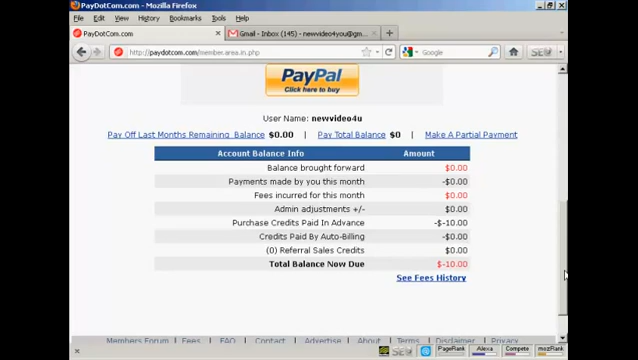 PayDotCom.com - Mozilla Firefox
File Edit View History Bookmarks Tools Help
PayDotCom.com
Gmail - Inbox (145) - newvideo4you@gm...
http://paydotcom.com/member.area.in.php
Google
PayPal
Click here to buy
User Name: newvideo4u
Pay Off Last Months Remaining Balance $0.00 | Pay Total Balance $0 | Make A Partial Payment
Account Balance Info Amount
Balance brought forward $0.00
Payments made by you this month -$0.00
Fees incurred for this month $0.00
Admin adjustments +/- $0.00
Purchase Credits Paid In Advance -$-10.00
Credits Paid By Auto-Billing -$0.00
(0) Referral Sales Credits $0.00
Total Balance Now Due $-10.00
See Fees History
Members Forum | Fees | FAQ | Contact | Advertise | About | Terms | Disclaimer | Privacy
PageRank Alexa Compete mozRank